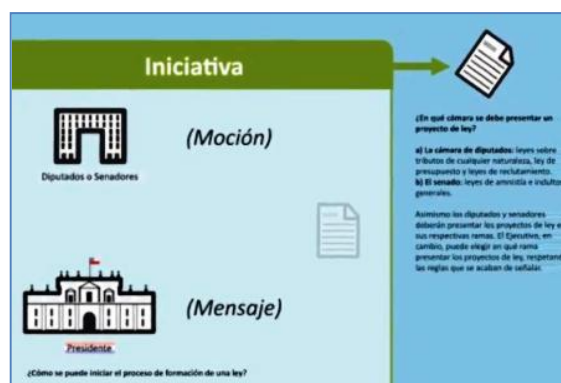 Iniciativa
(Moción)
Diputados o Senadores
(Mensaje)
Presidente
¿Cómo se puede iniciar el proceso de formación de una ley?
¿En qué cámara se debe presentar un
proyecto de ley?
a) La cámara de diputados: leyes sobre
tributos de cualquier naturaleza, ley de
presupuesto y leyes de reclutamiento.
b) El senado: leyes de amnistía e indultos
generales.
Asimismo los diputados y senadores
deberán presentar los proyectos de ley e
sus respectivas ramas. El Ejecutivo, en
cambio, puede elegir en qué rama
presentar los proyectos de ley, respetand
las reglas que se acaban de señalar.